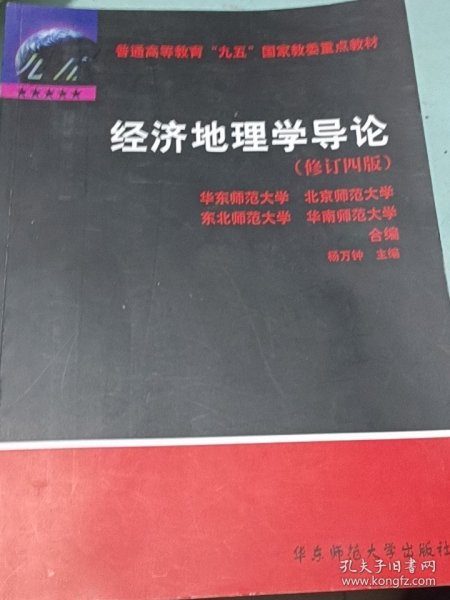 九五
★★★★★
普通高等教育“九五”国家教委重点教材
经济地理学导论
(修订四版)
华东师范大学 北京师范大学
东北师范大学 华南师范大学
合编
杨万钟 主编
华东师范大学出版社
孔夫子旧书网
www.kongfz.com